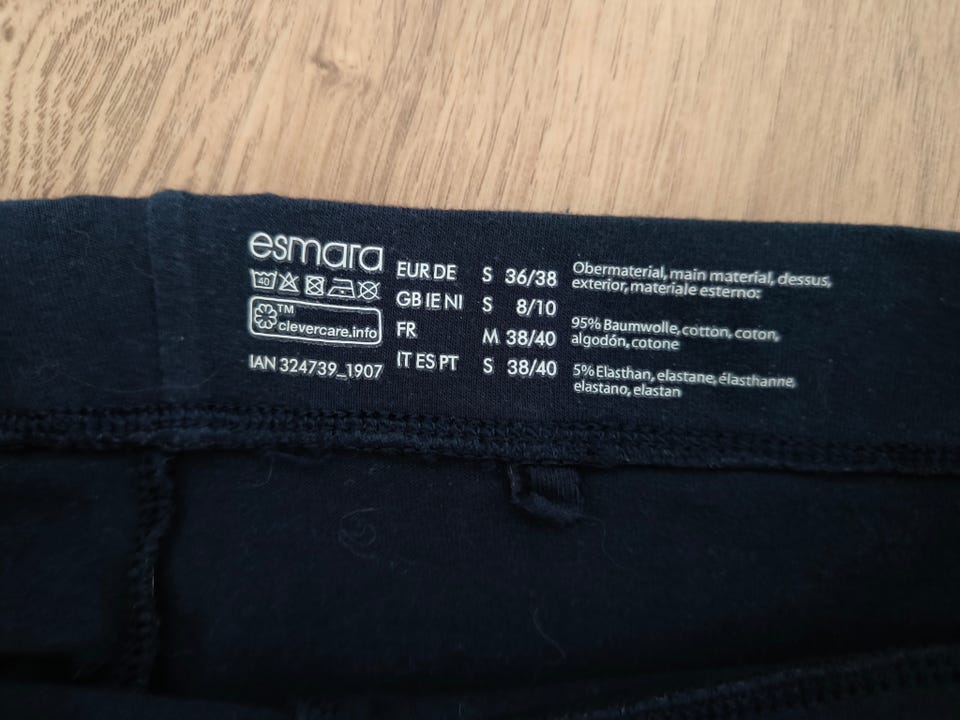 esmara
40
TM
clevercare.info
IAN 324739_1907
EUR DE S 36/38
GB IE NI S 8/10
FR M 38/40
IT ES PT S 38/40
Obermaterial, main material, dessus,
exterior, materiale esterno:
95% Baumwolle, cotton, coton,
algodón, cotone
5% Elasthan, elastane, élasthanne,
elastano, elastan